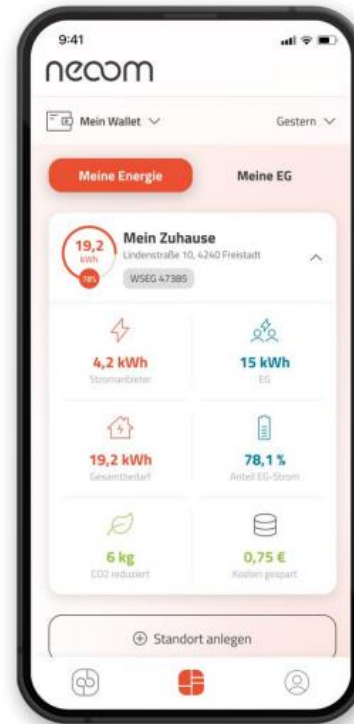 9:41
neoom
Mein Wallet
Gestern
Meine Energie
Meine EG
19,2
kWh
78%
Mein Zuhause
Lindenstraße 10, 4240 Freistadt
WSEG 47385
4,2 kWh
Stromanbieter
15 kWh
EG
19,2 kWh
Gesamtbedarf
78,1 %
Anteil EG-Strom
6 kg
CO2 reduziert
0,75 €
Kosten gespart
Standort anlegen